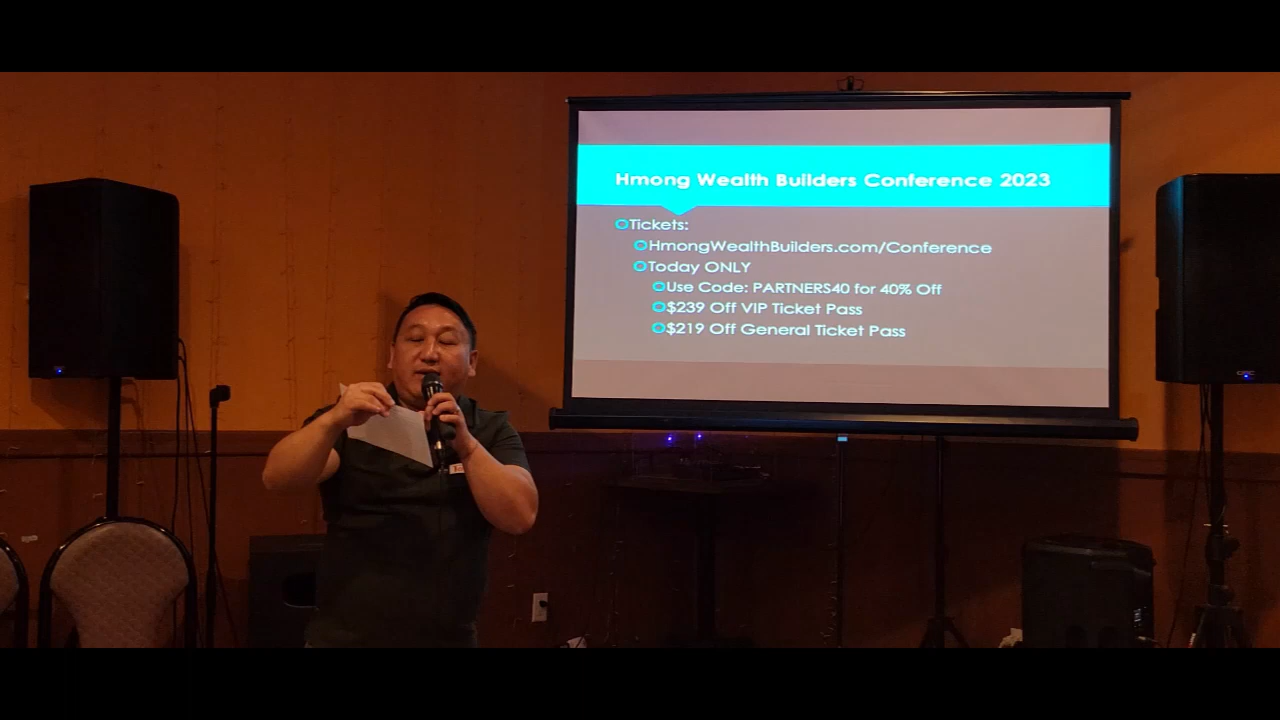 Hmong Wealth Builders Conference 2023
Tickets:
HmongWealthBuilders.com/Conference
Today ONLY
Use Code: PARTNERS40 for 40% Off
$239 Off VIP Ticket Pass
$219 Off General Ticket Pass